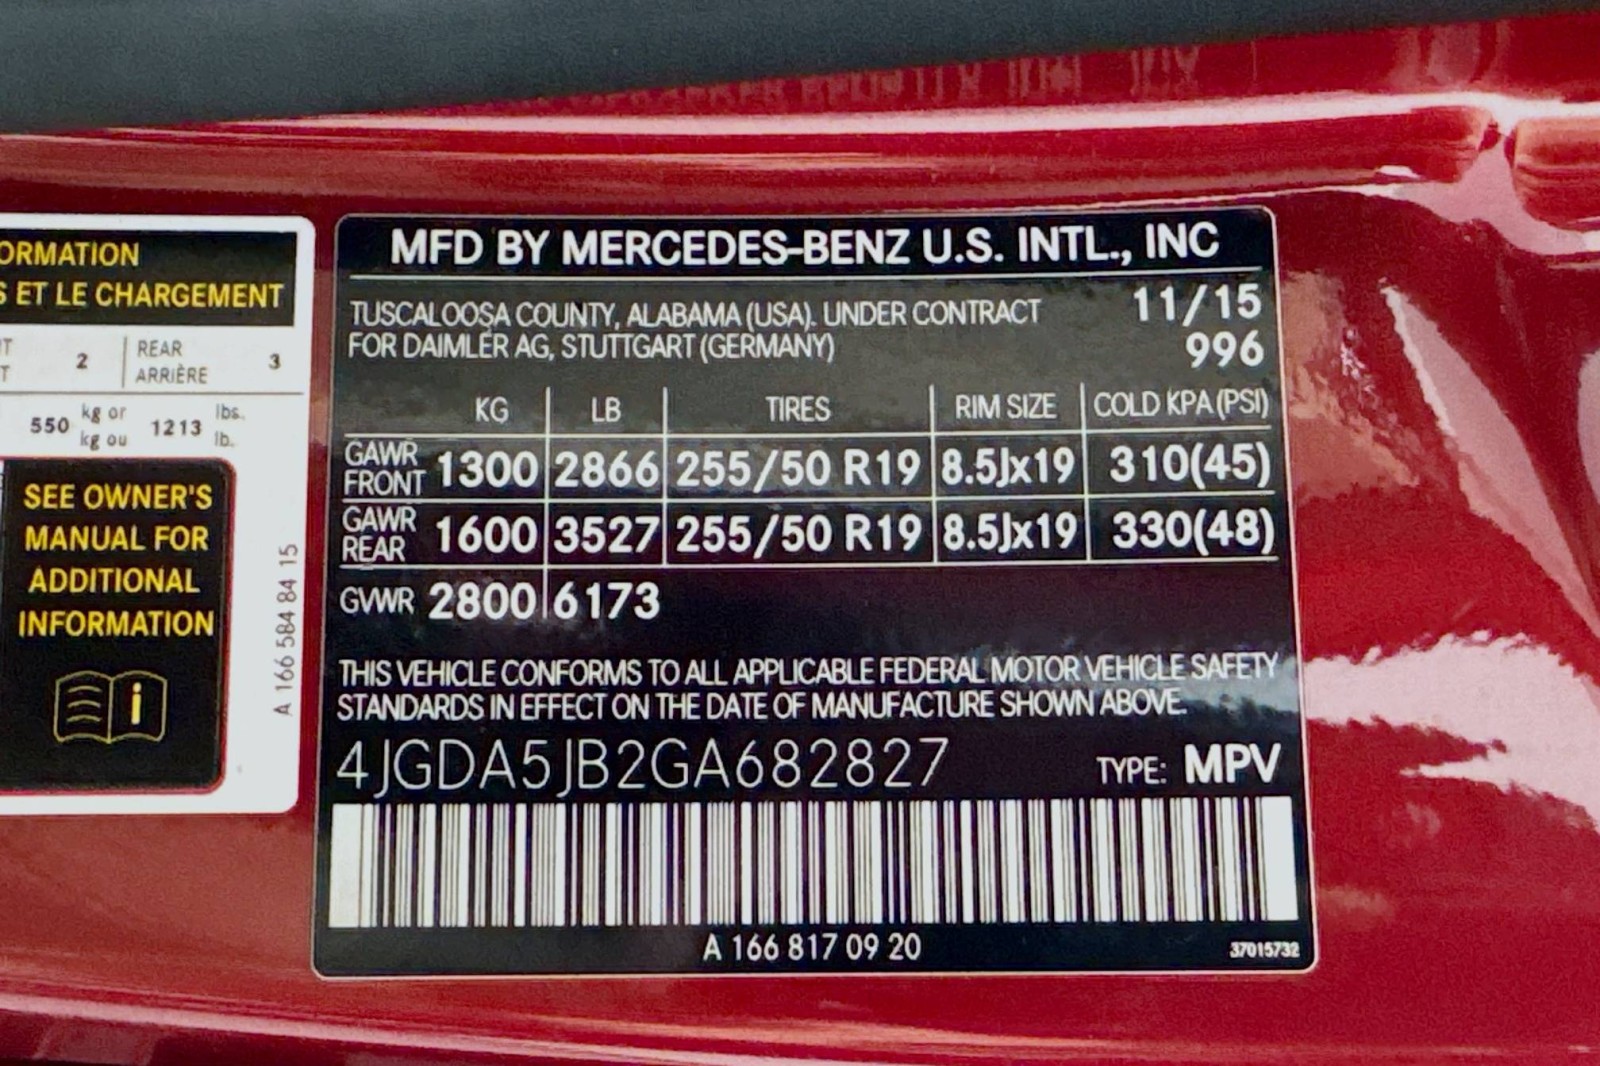 ORMATION
S ET LE CHARGEMENT
T 2 REAR 3
T ARRIÈRE
550 kg or 1213 lbs.
kg ou lb.
SEE OWNER'S
MANUAL FOR
ADDITIONAL
INFORMATION
i
A 166 584 84 15
MFD BY MERCEDES-BENZ U.S. INTL., INC
TUSCALOOSA COUNTY, ALABAMA (USA). UNDER CONTRACT 11/15
FOR DAIMLER AG, STUTTGART (GERMANY) 996
KG LB TIRES RIM SIZE COLD KPA (PSI)
GAWR FRONT 1300 2866 255/50 R19 8.5Jx19 310(45)
GAWR REAR 1600 3527 255/50 R19 8.5Jx19 330(48)
GVWR 2800 6173
THIS VEHICLE CONFORMS TO ALL APPLICABLE FEDERAL MOTOR VEHICLE SAFETY
STANDARDS IN EFFECT ON THE DATE OF MANUFACTURE SHOWN ABOVE.
4JGDA5JB2GA682827 TYPE: MPV
A 166 817 09 20 37015732